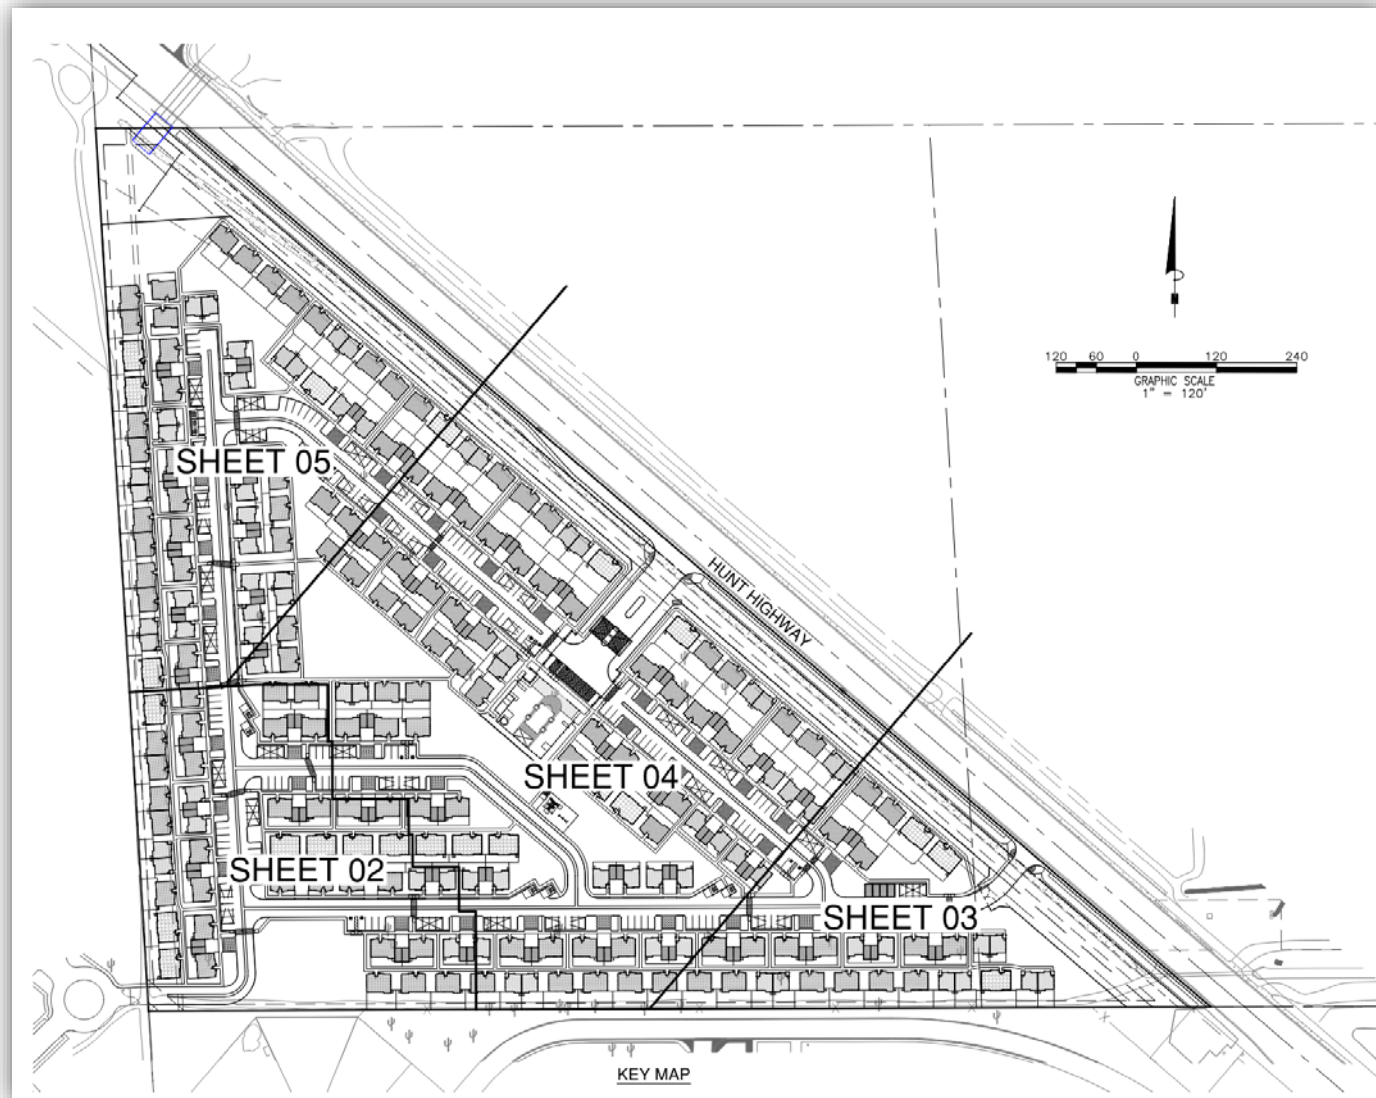 120 60 0 120 240
GRAPHIC SCALE
1" = 120'
SHEET 05
HUNT HIGHWAY
SHEET 04
SHEET 02
SHEET 03
KEY MAP